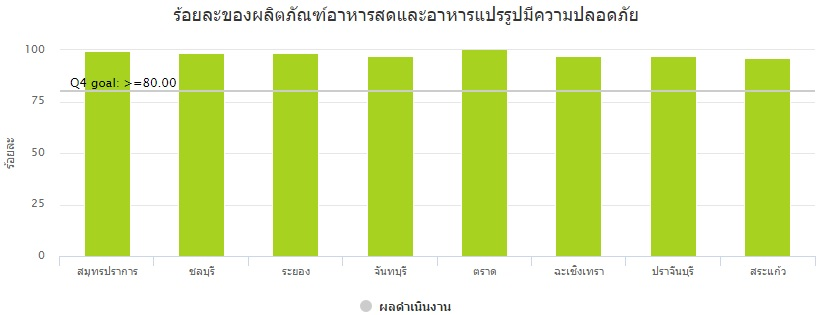 ร้อยละของผลิตภัณฑ์อาหารสดและอาหารแปรรูปมีความปลอดภัย
100
Q4 goal: >=80.00
75
ร้อยละ
50
25
0
สมุทรปราการ ชลบุรี ระยอง จันทบุรี ตราด ฉะเชิงเทรา ปราจีนบุรี สระแก้ว
ผลดำเนินงาน